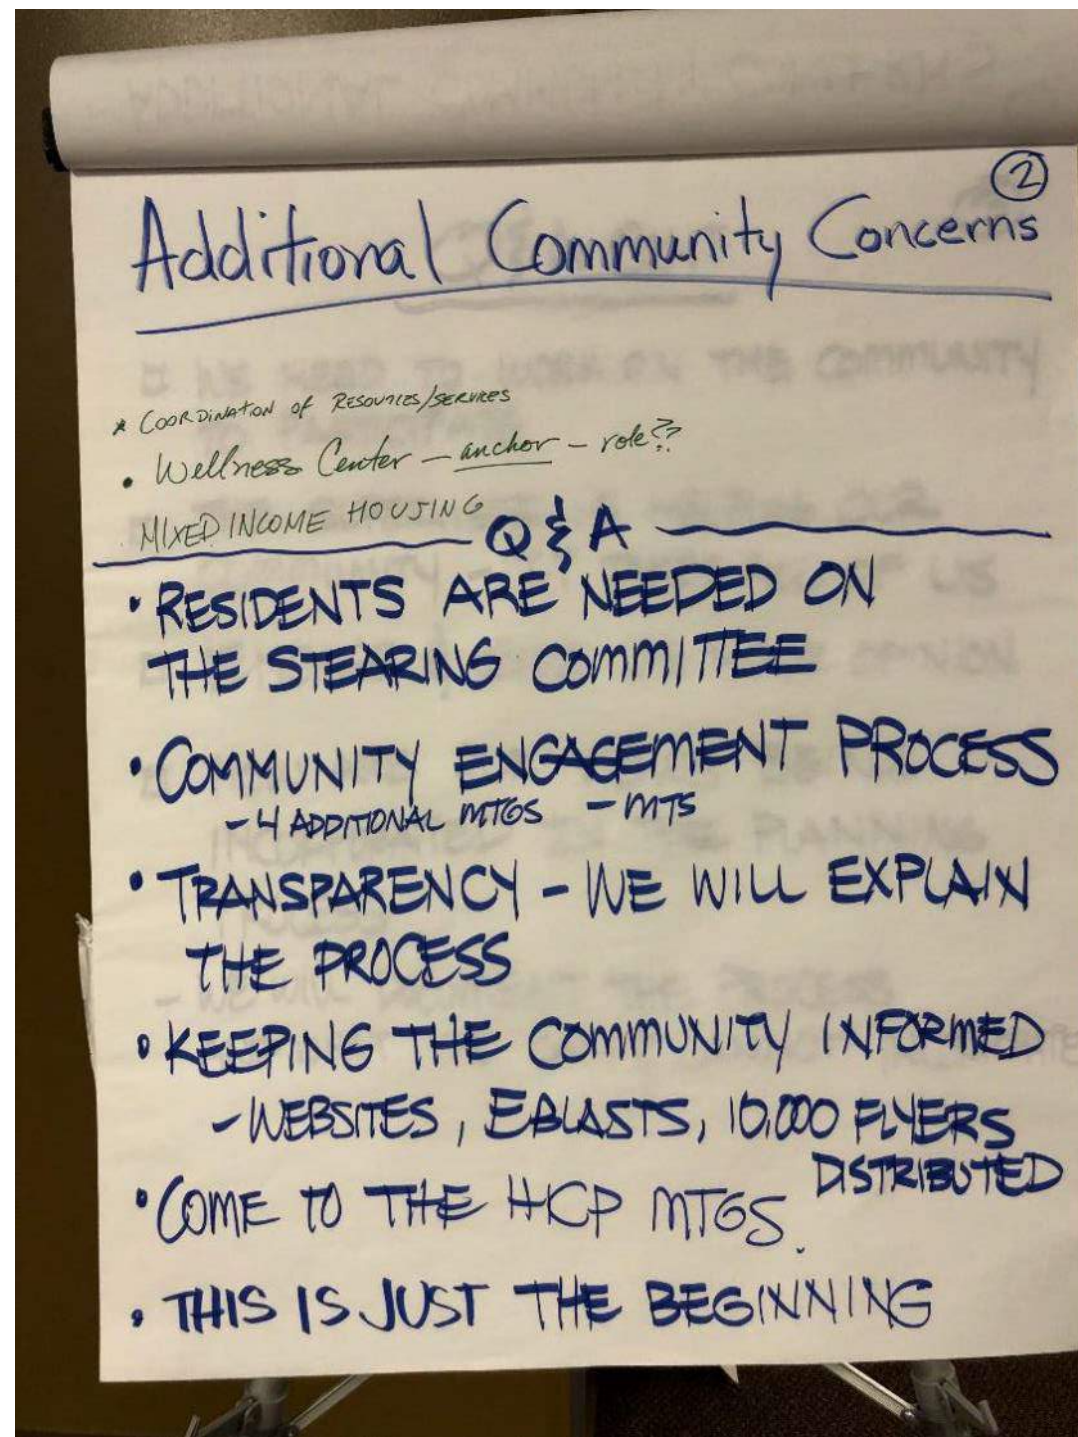 ②
Additional Community Concerns
* COORDINATION of RESOURCES/SERVICES
• Wellness Center – anchor – role??
MIXED INCOME HOUSING
Q & A
• RESIDENTS ARE NEEDED ON
THE STEARING COMMITTEE
• COMMUNITY ENGAGEMENT PROCESS
– 4 ADDITIONAL MTGS – MTS
• TRANSPARENCY – WE WILL EXPLAIN
THE PROCESS
• KEEPING THE COMMUNITY INFORMED
– WEBSITES, EBLASTS, 10,000 FLYERS
DISTRIBUTED
• COME TO THE HCP MTGS.
• THIS IS JUST THE BEGINNING